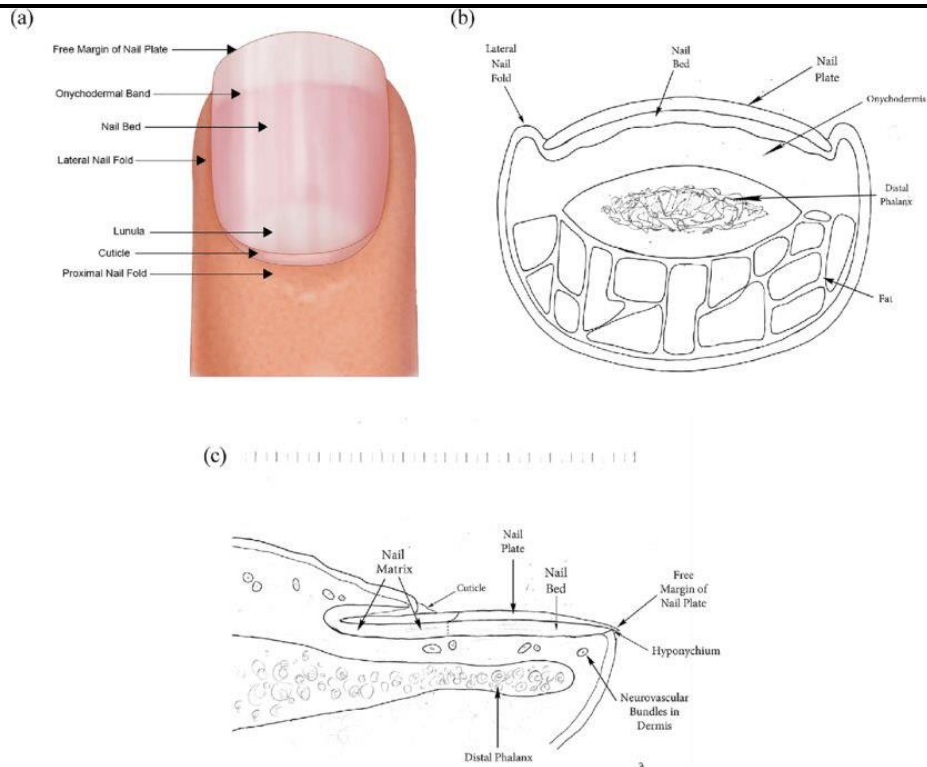 (a)
Free Margin of Nail Plate
Onychodermal Band
Nail Bed
Lateral Nail Fold
Lunula
Cuticle
Proximal Nail Fold
(b)
Lateral
Nail
Fold
Nail
Bed
Nail
Plate
Onychodermis
Distal
Phalanx
Fat
(c)
Nail
Matrix
Cuticle
Nail
Plate
Nail
Bed
Free
Margin of
Nail Plate
Hyponychium
Neurovascular
Bundles in
Dermis
Distal Phalanx